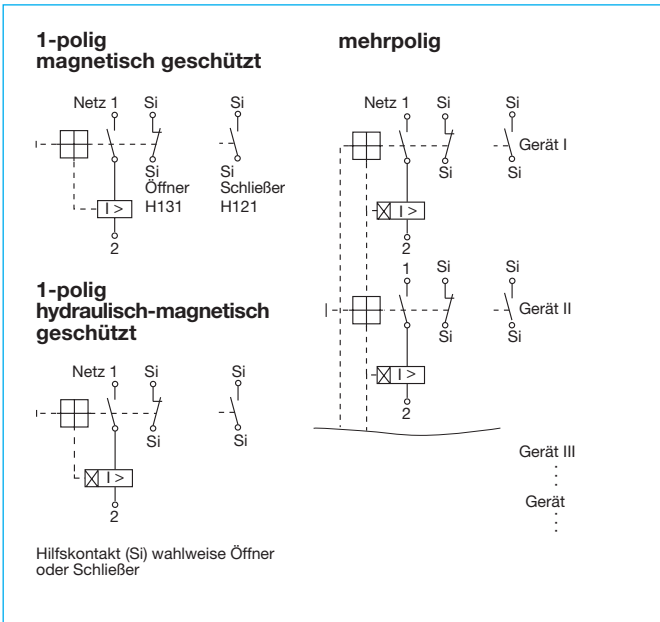 1-polig
magnetisch geschützt
Netz 1 Si Si
Si Si
Öffner Schließer
H131 H121
I >
2
1-polig
hydraulisch-magnetisch
geschützt
Netz 1 Si Si
Si Si
I >
2
Hilfskontakt (Si) wahlweise Öffner
oder Schließer
mehrpolig
Netz 1 Si Si
Gerät I
Si Si
I >
2
1 Si Si
Gerät II
Si Si
I >
2
Gerät III
Gerät